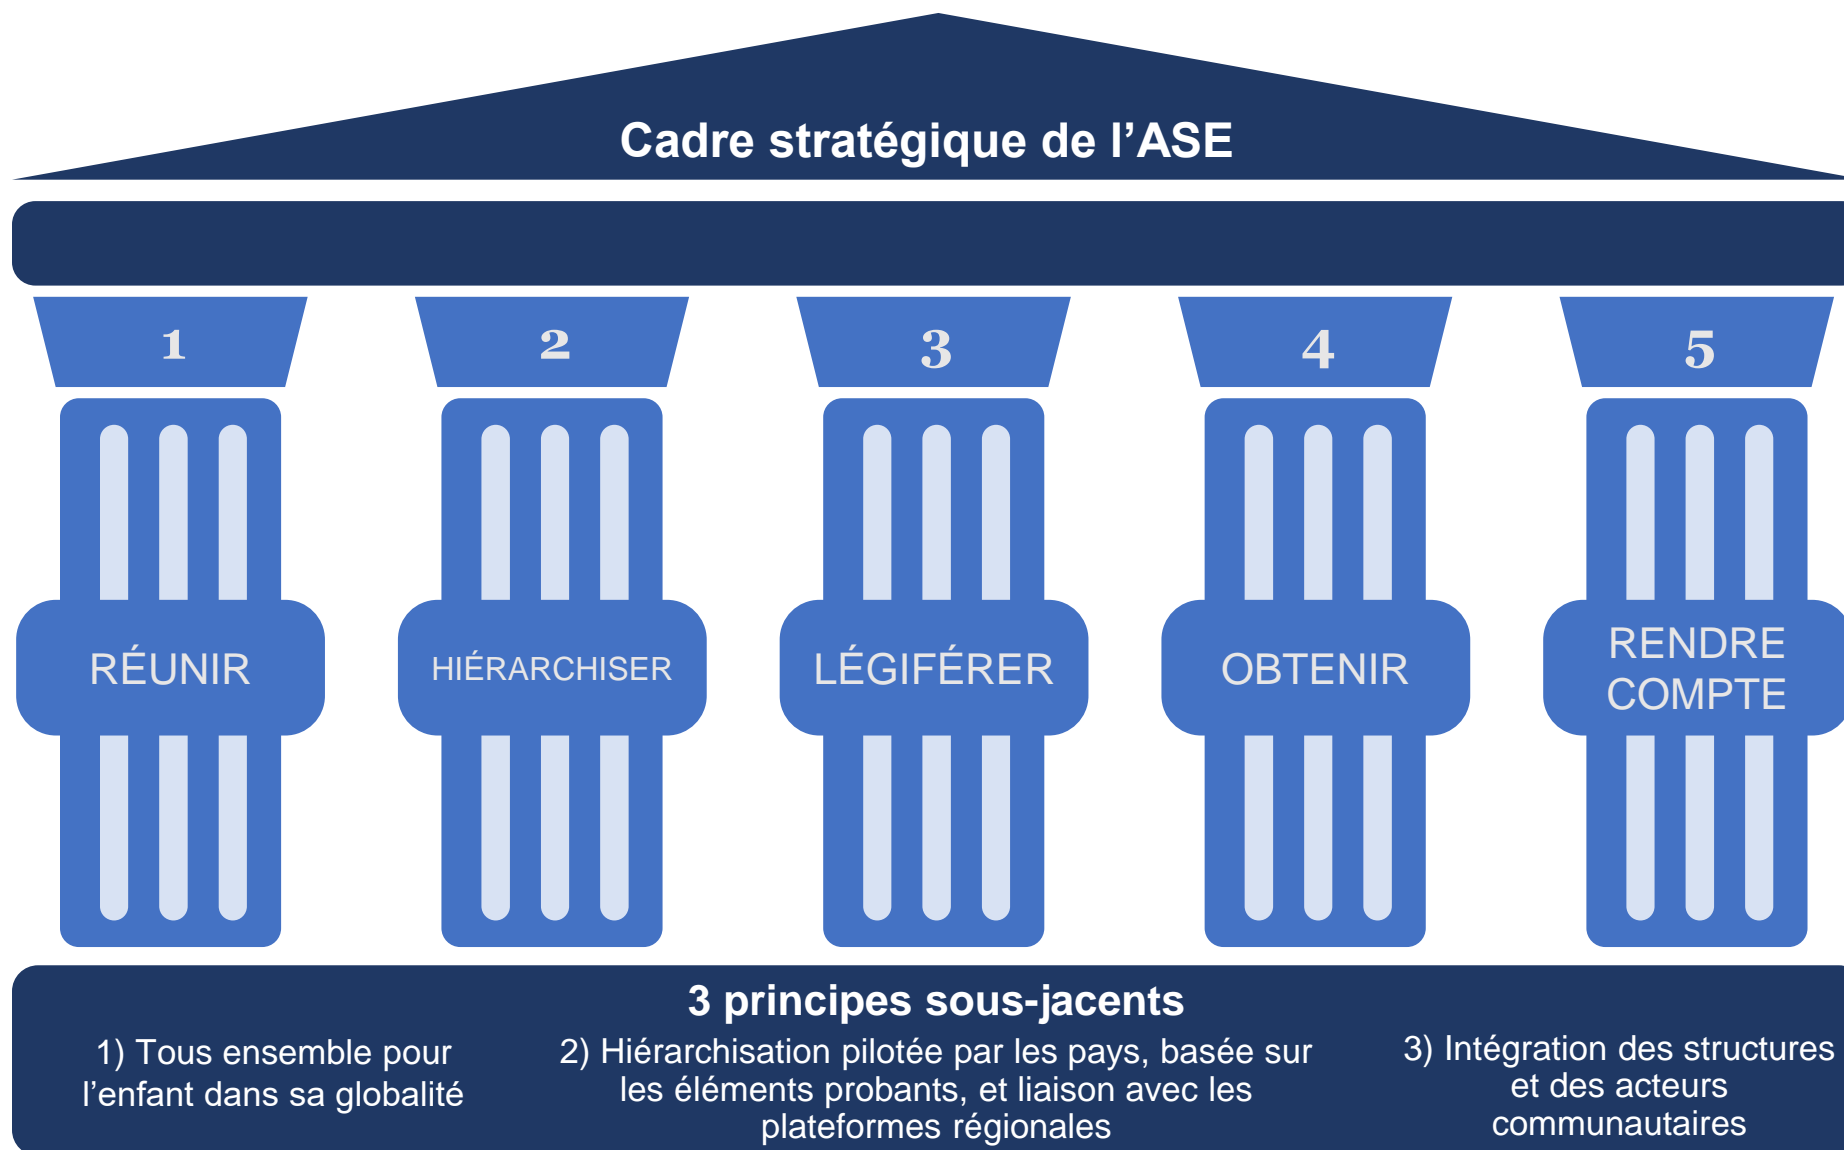 Cadre stratégique de l’ASE
1
2
3
4
5
RÉUNIR
HIÉRARCHISER
LÉGIFÉRER
OBTENIR
RENDRE
COMPTE
3 principes sous-jacents
1) Tous ensemble pour
l’enfant dans sa globalité
2) Hiérarchisation pilotée par les pays, basée sur
les éléments probants, et liaison avec les
plateformes régionales
3) Intégration des structures
et des acteurs
communautaires